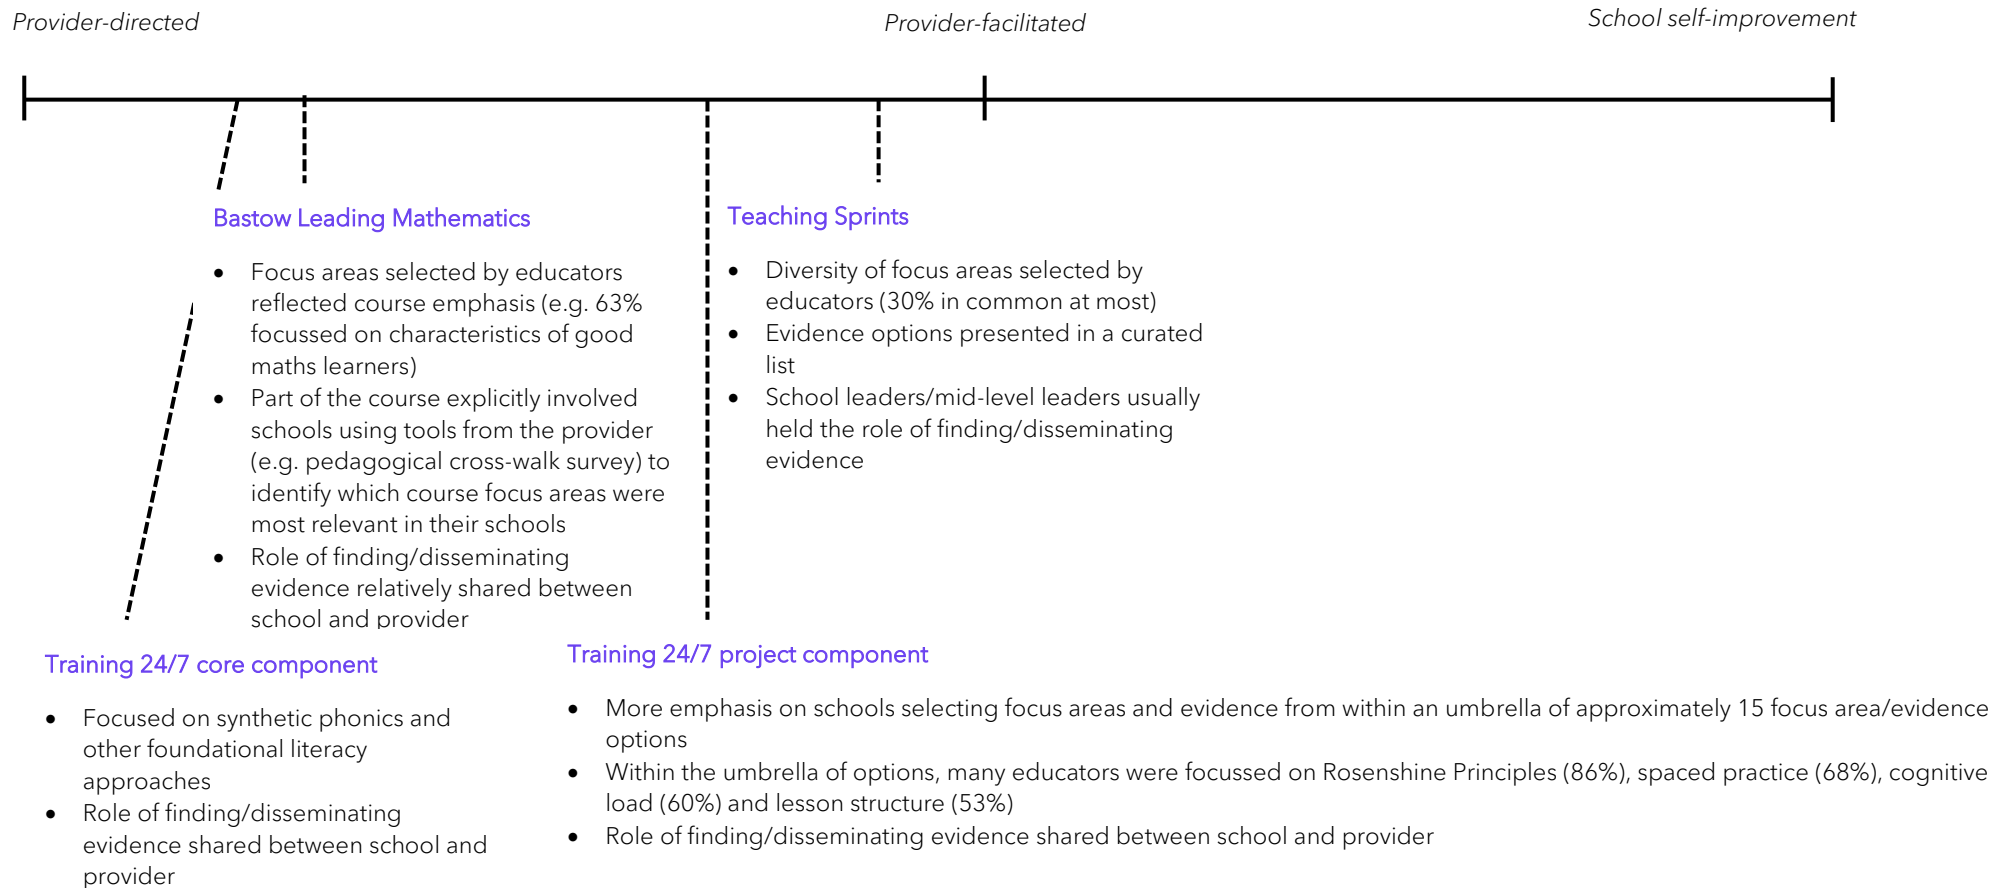 Provider-directed
Provider-facilitated
School self-improvement
Bastow Leading Mathematics
• Focus areas selected by educators
reflected course emphasis (e.g. 63%
focussed on characteristics of good
maths learners)
• Part of the course explicitly involved
schools using tools from the provider
(e.g. pedagogical cross-walk survey) to
identify which course focus areas were
most relevant in their schools
• Role of finding/disseminating
evidence relatively shared between
school and provider
Teaching Sprints
• Diversity of focus areas selected by
educators (30% in common at most)
• Evidence options presented in a curated
list
• School leaders/mid-level leaders usually
held the role of finding/disseminating
evidence
Training 24/7 core component
• Focused on synthetic phonics and
other foundational literacy
approaches
• Role of finding/disseminating
evidence shared between school and
provider
Training 24/7 project component
• More emphasis on schools selecting focus areas and evidence from within an umbrella of approximately 15 focus area/evidence
options
• Within the umbrella of options, many educators were focussed on Rosenshine Principles (86%), spaced practice (68%), cognitive
load (60%) and lesson structure (53%)
• Role of finding/disseminating evidence shared between school and provider